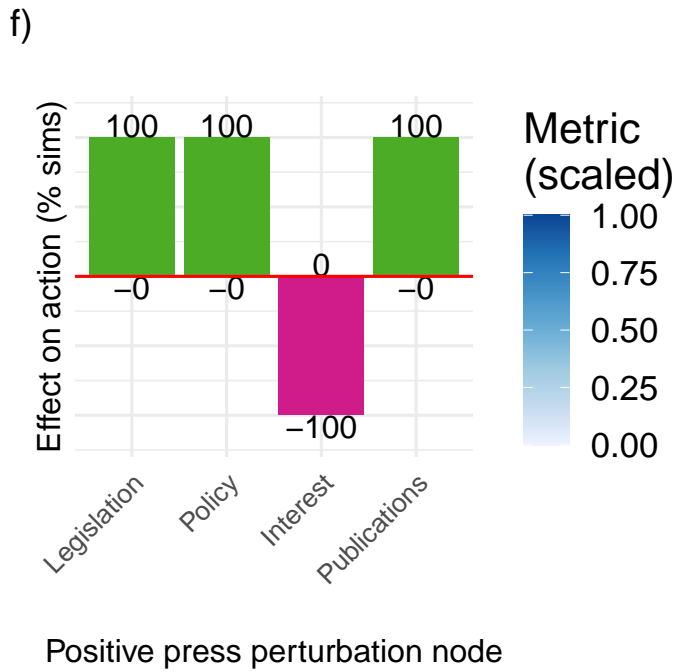 f)
Effect on action (% sims)
100
100
0
100
−0
−0
−0
−100
Legislation
Policy
Interest
Publications
Positive press perturbation node
Metric
(scaled)
1.00
0.75
0.50
0.25
0.00